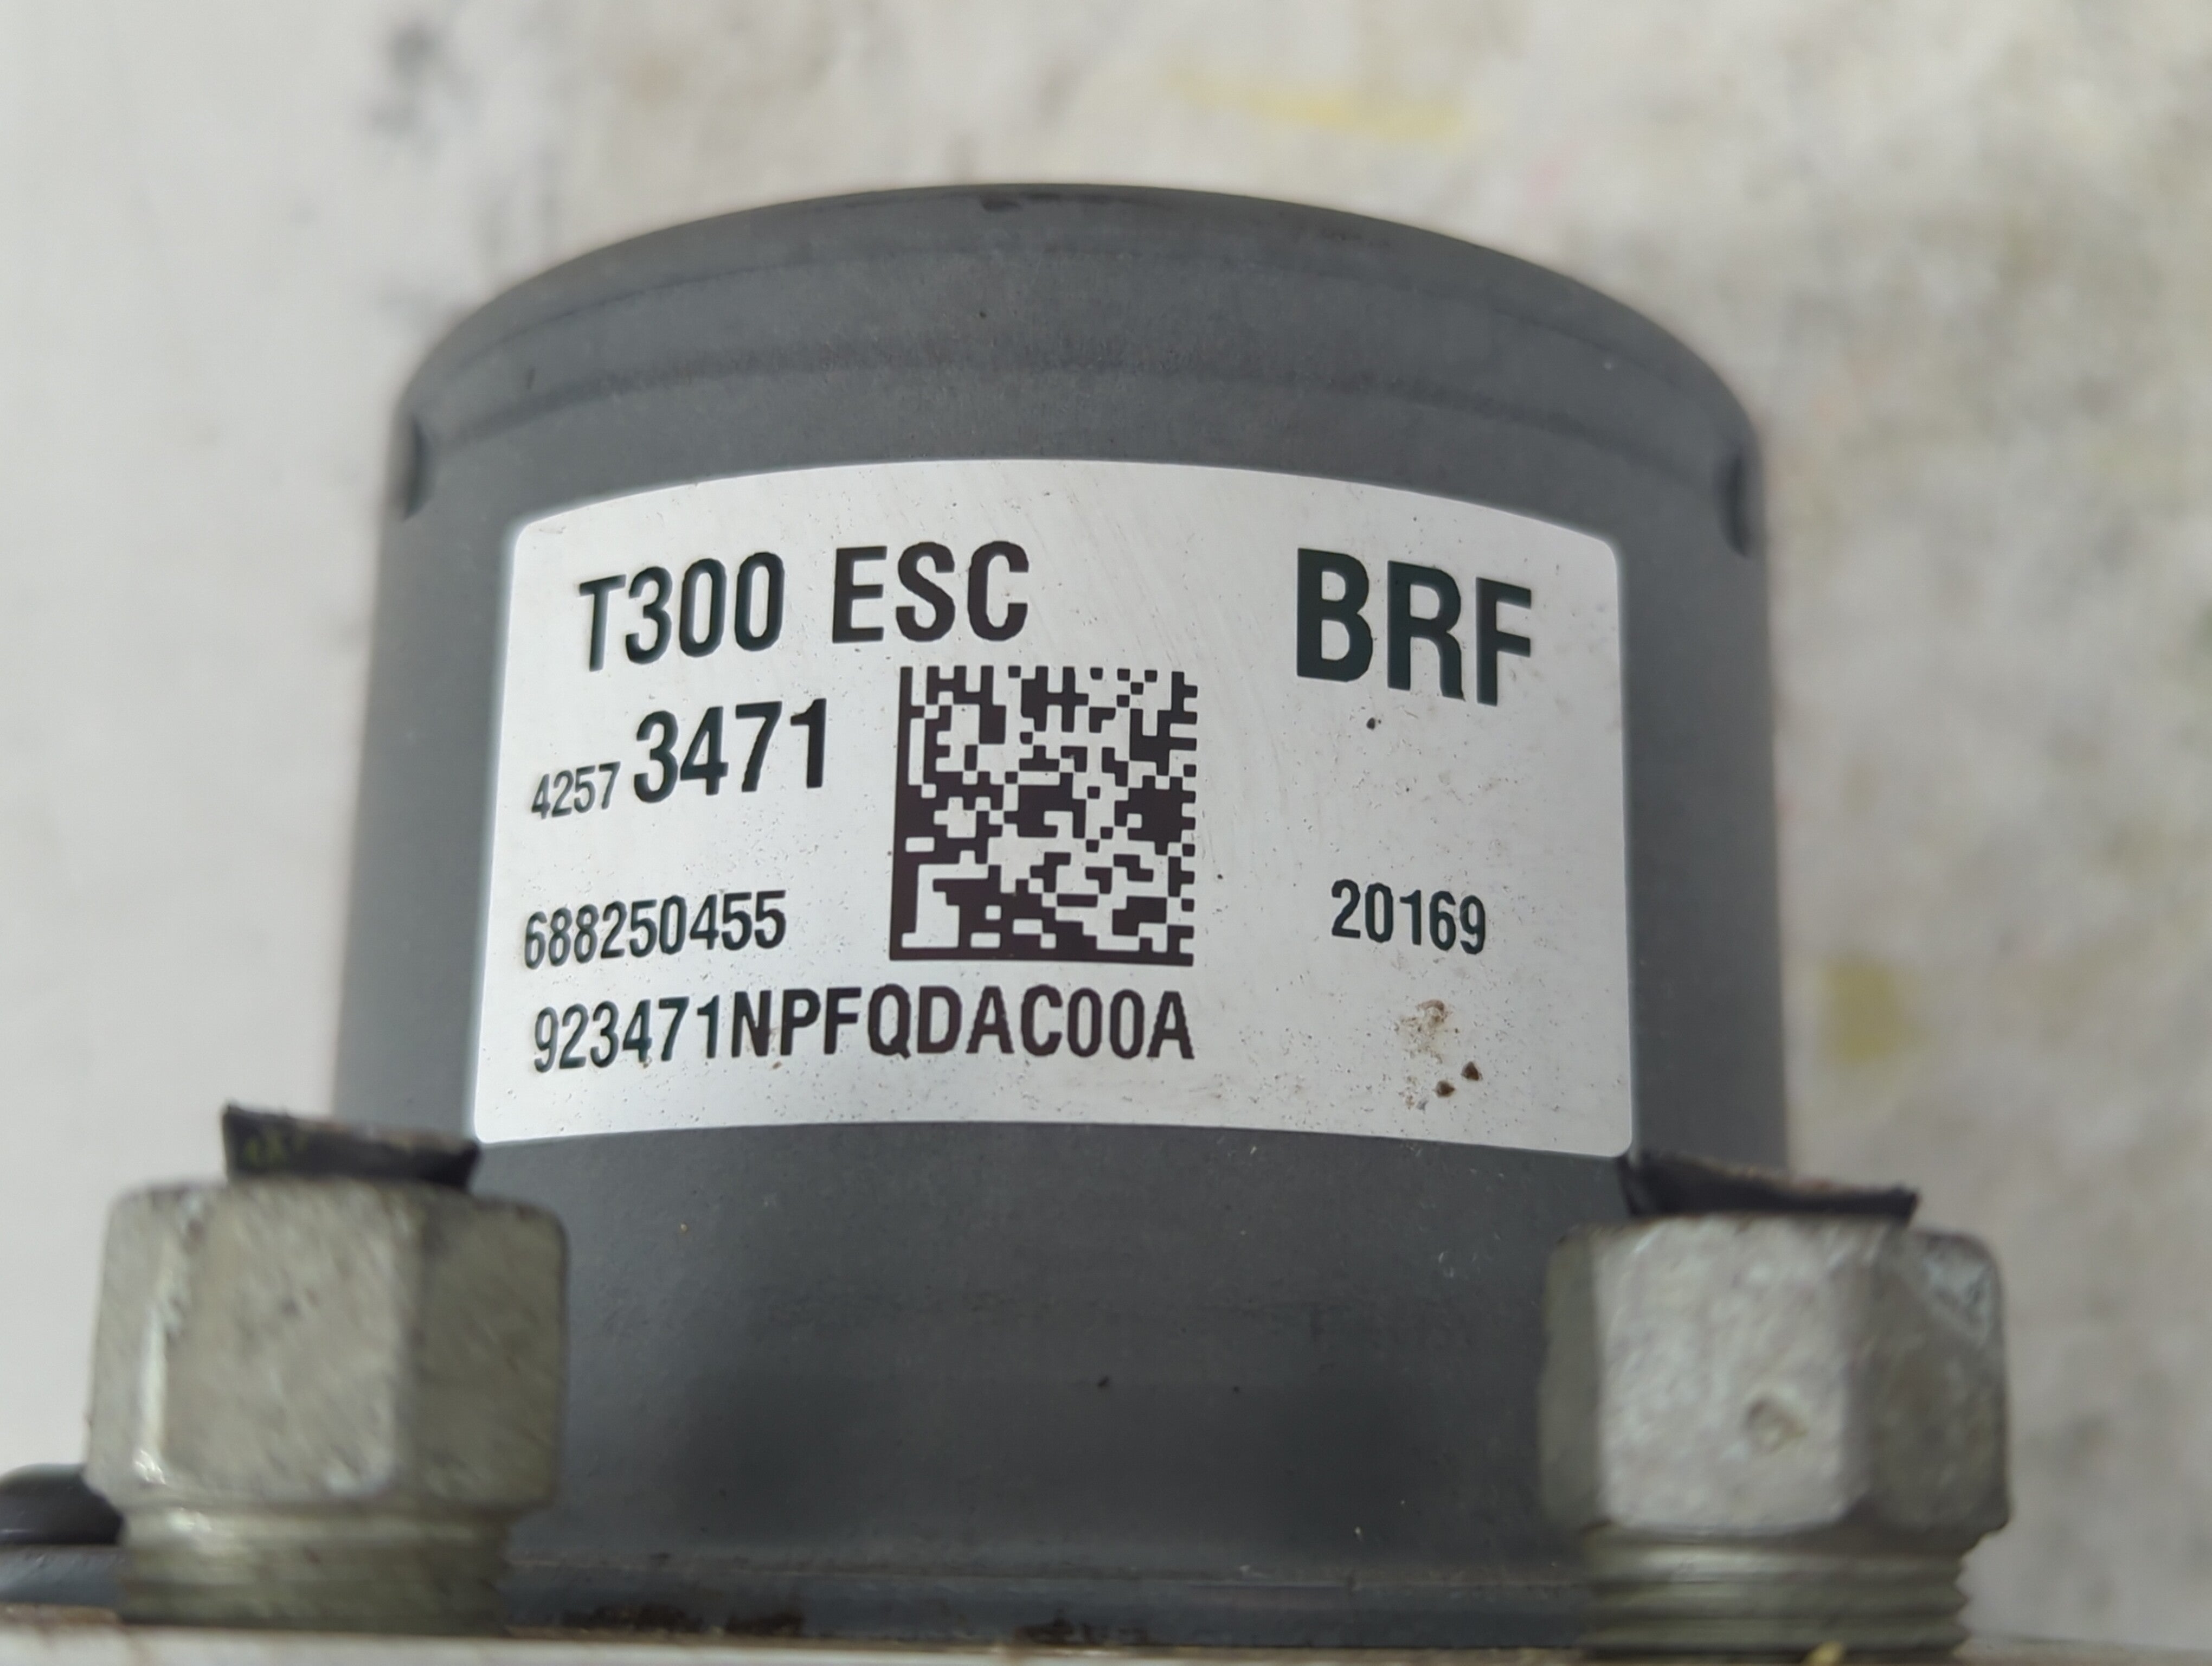 T300 ESC BRF
4257 3471
688250455 20169
923471NPFQDAC00A